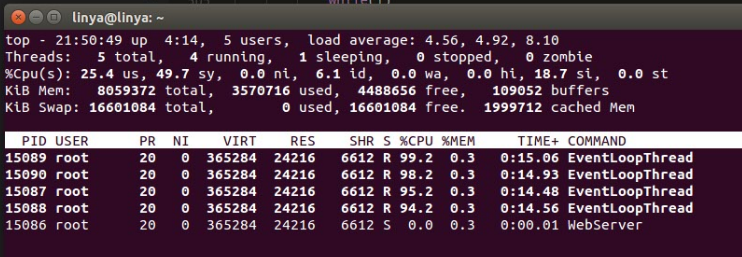 linya@linya: ~
top - 21:50:49 up  4:14,  5 users,  load average: 4.56, 4.92, 8.10
Threads:   5 total,   4 running,   1 sleeping,   0 stopped,   0 zombie
%Cpu(s): 25.4 us, 49.7 sy,  0.0 ni,  6.1 id,  0.0 wa,  0.0 hi, 18.7 si,  0.0 st
KiB Mem:   8059372 total,  3570716 used,  4488656 free,   109052 buffers
KiB Swap: 16601084 total,        0 used, 16601084 free.  1999712 cached Mem
PID USER      PR  NI    VIRT    RES    SHR S %CPU %MEM     TIME+ COMMAND
15089 root      20   0  365284  24216   6612 R 99.2  0.3   0:15.06 EventLoopThread
15090 root      20   0  365284  24216   6612 R 98.2  0.3   0:14.93 EventLoopThread
15087 root      20   0  365284  24216   6612 R 95.2  0.3   0:14.48 EventLoopThread
15088 root      20   0  365284  24216   6612 R 94.2  0.3   0:14.56 EventLoopThread
15086 root      20   0  365284  24216   6612 S  0.0  0.3   0:00.01 WebServer